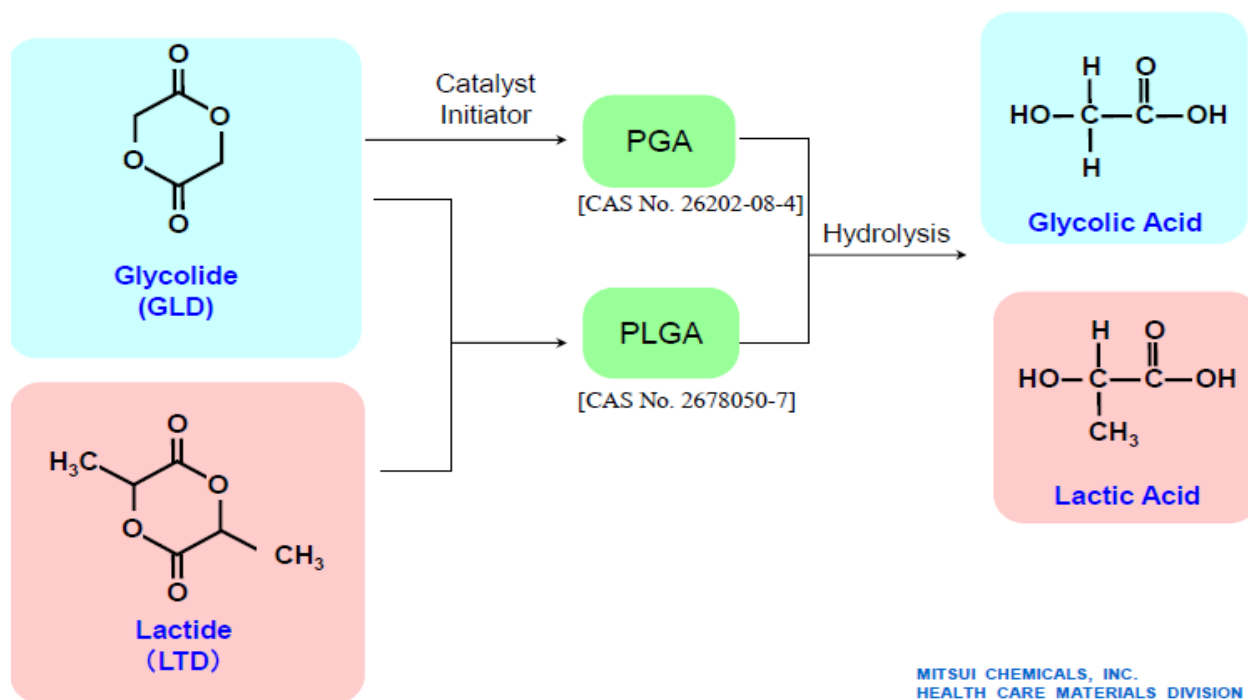 O
O
O
O
Glycolide
(GLD)
H₃C
O
O
O
CH₃
O
Lactide
（LTD）
Catalyst
Initiator
PGA
[CAS No. 26202-08-4]
PLGA
[CAS No. 2678050-7]
Hydrolysis
H O
HO C C OH
H
Glycolic Acid
H O
HO C C OH
CH₃
Lactic Acid
MITSUI CHEMICALS, INC.
HEALTH CARE MATERIALS DIVISION